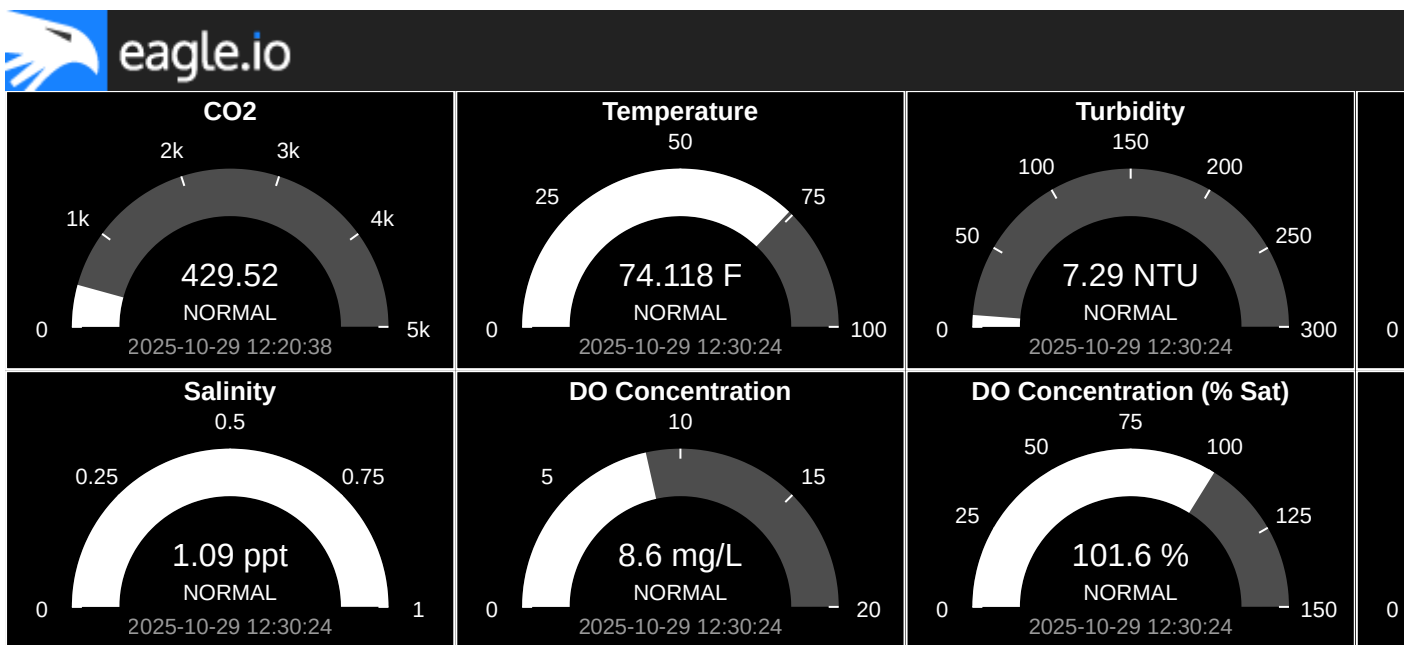 eagle.io
CO2
0
1k
2k
3k
4k
5k
429.52
NORMAL
2025-10-29 12:20:38
Temperature
0
25
50
75
100
74.118 F
NORMAL
2025-10-29 12:30:24
Turbidity
0
50
100
150
200
250
300
7.29 NTU
NORMAL
2025-10-29 12:30:24
0
Salinity
0
0.25
0.5
0.75
1
1.09 ppt
NORMAL
2025-10-29 12:30:24
DO Concentration
0
5
10
15
20
8.6 mg/L
NORMAL
2025-10-29 12:30:24
DO Concentration (% Sat)
0
25
50
75
100
125
150
101.6 %
NORMAL
2025-10-29 12:30:24
0